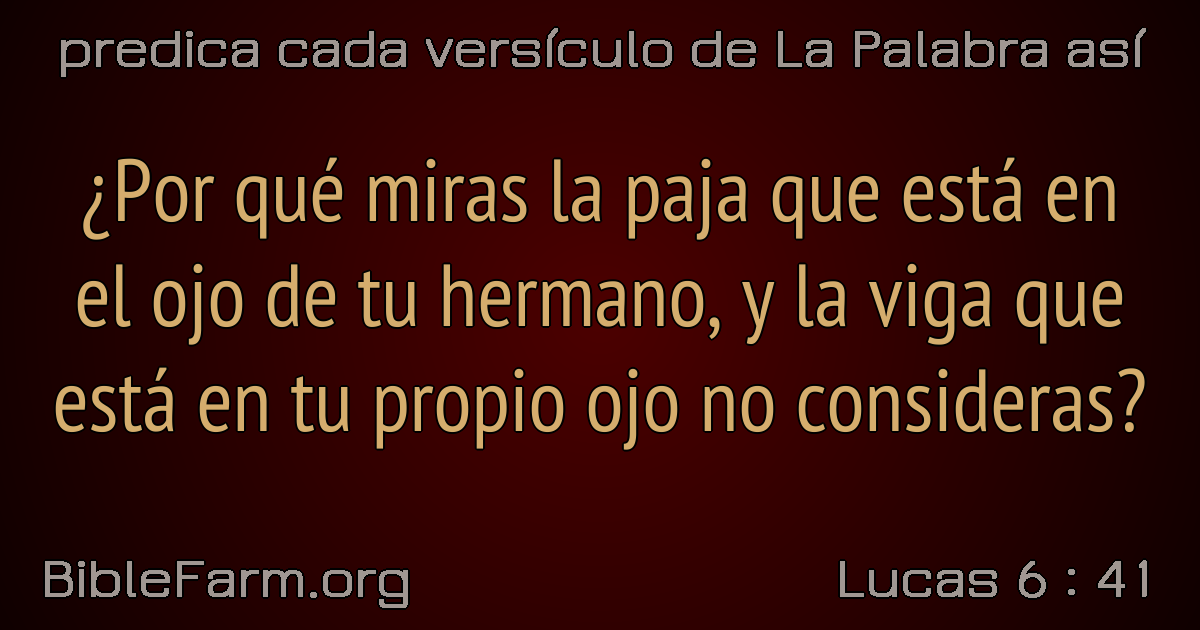 predica cada versículo de La Palabra así
¿Por qué miras la paja que está en
el ojo de tu hermano, y la viga que
está en tu propio ojo no consideras?
BibleFarm.org
Lucas 6 : 41